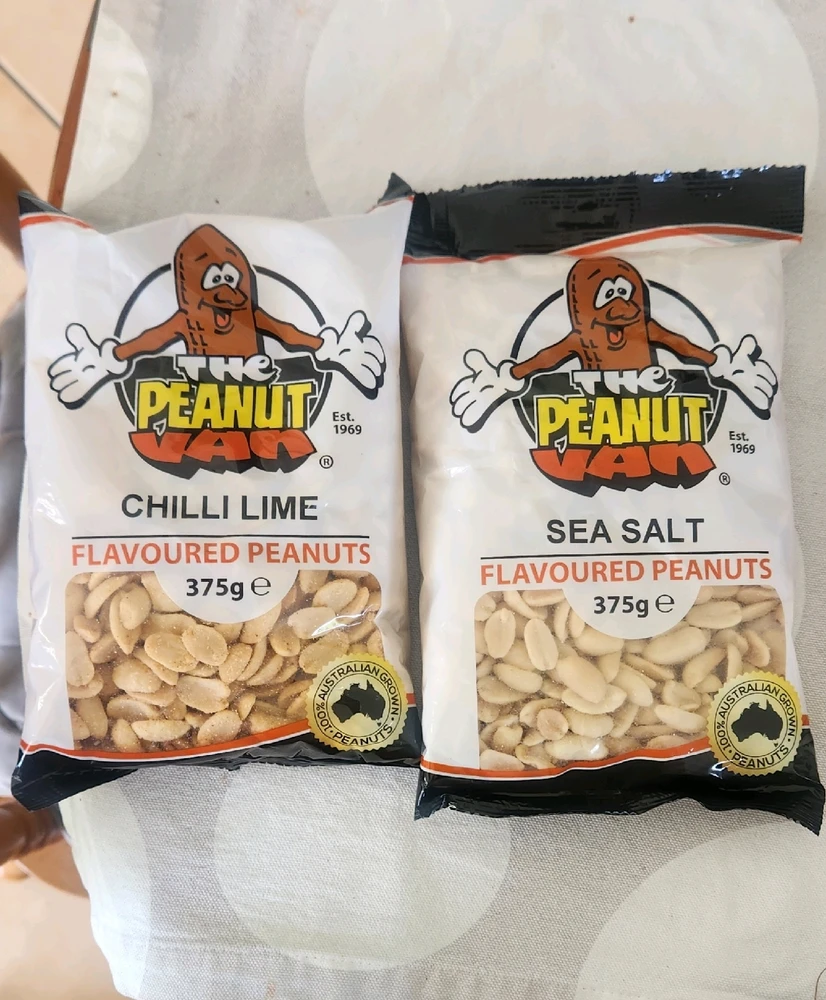 THE
PEANUT
VAN
®
Est.
1969
CHILLI LIME
FLAVOURED PEANUTS
375g ℮
100% AUSTRALIAN GROWN
• PEANUTS •
THE
PEANUT
VAN
®
Est.
1969
SEA SALT
FLAVOURED PEANUTS
375g ℮
100% AUSTRALIAN GROWN
• PEANUTS •